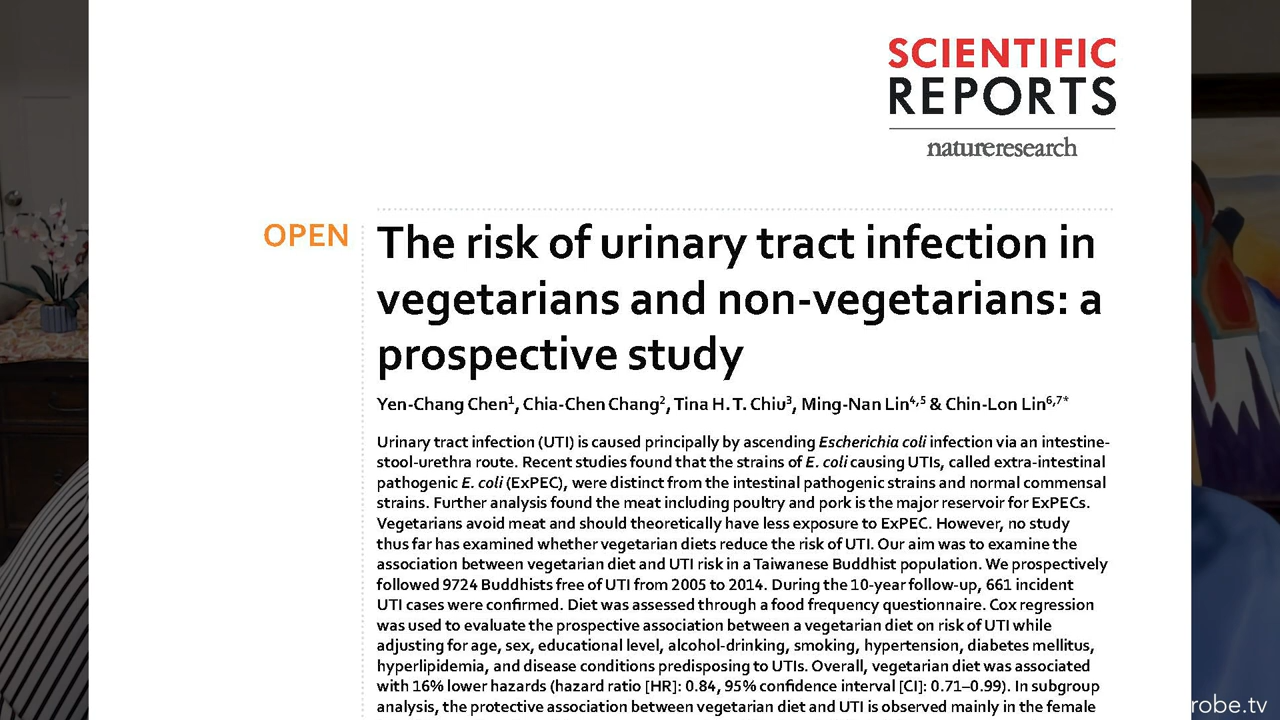 SCIENTIFIC
REPORTS
natureresearch
OPEN
The risk of urinary tract infection in
vegetarians and non-vegetarians: a
prospective study
Yen-Chang Chen1, Chia-Chen Chang2, Tina H. T. Chiu3, Ming-Nan Lin4,5 & Chin-Lon Lin6,7*
Urinary tract infection (UTI) is caused principally by ascending Escherichia coli infection via an intestine-
stool-urethra route. Recent studies found that the strains of E. coli causing UTIs, called extra-intestinal
pathogenic E. coli (ExPEC), were distinct from the intestinal pathogenic strains and normal commensal
strains. Further analysis found the meat including poultry and pork is the major reservoir for ExPECs.
Vegetarians avoid meat and should theoretically have less exposure to ExPEC. However, no study
thus far has examined whether vegetarian diets reduce the risk of UTI. Our aim was to examine the
association between vegetarian diet and UTI risk in a Taiwanese Buddhist population. We prospectively
followed 9724 Buddhists free of UTI from 2005 to 2014. During the 10-year follow-up, 661 incident
UTI cases were confirmed. Diet was assessed through a food frequency questionnaire. Cox regression
was used to evaluate the prospective association between a vegetarian diet on risk of UTI while
adjusting for age, sex, educational level, alcohol-drinking, smoking, hypertension, diabetes mellitus,
hyperlipidemia, and disease conditions predisposing to UTIs. Overall, vegetarian diet was associated
with 16% lower hazards (hazard ratio [HR]: 0.84, 95% confidence interval [CI]: 0.71–0.99). In subgroup
analysis, the protective association between vegetarian diet and UTI is observed mainly in the female
robe.tv